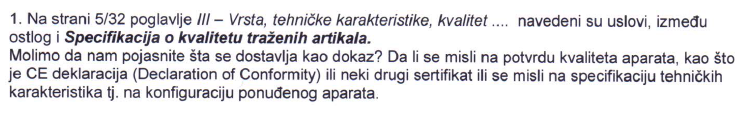 1. Na strani 5/32 poglavlje III – Vrsta, tehničke karakteristike, kvalitet .... navedeni su uslovi, između
ostlog i Specifikacija o kvalitetu traženih artikala.
Molimo da nam pojasnite šta se dostavlja kao dokaz? Da li se misli na potvrdu kvaliteta aparata, kao što
je CE deklaracija (Declaration of Conformity) ili neki drugi sertifikat ili se misli na specifikaciju tehničkih
karakteristika tj. na konfiguraciju ponuđenog aparata.